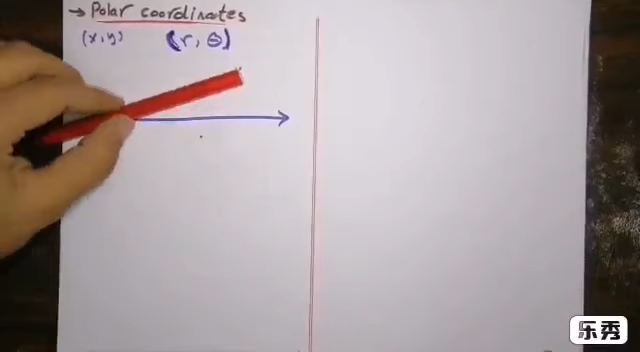 → Polar coordinates
(x,y) (r, θ)
乐秀